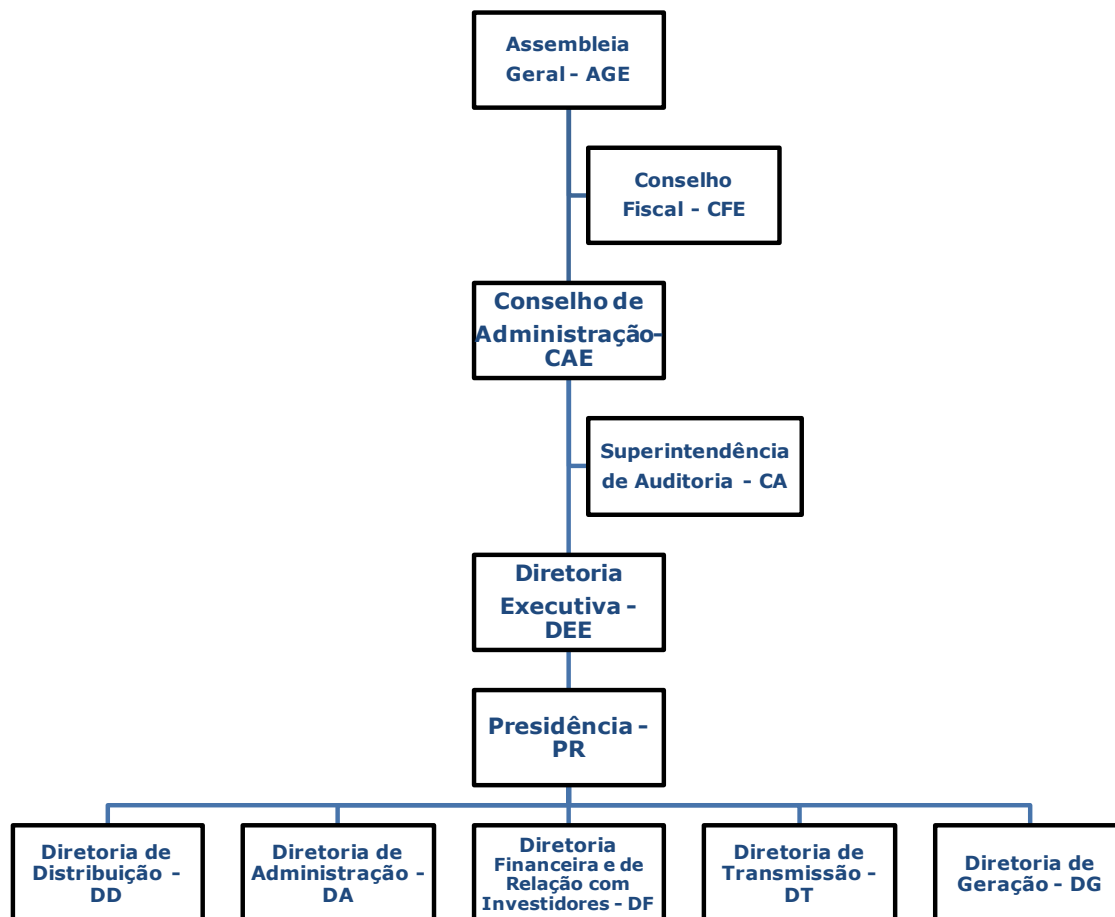 Assembleia
Geral - AGE
Conselho
Fiscal - CFE
Conselho de
Administração-
CAE
Superintendência
de Auditoria - CA
Diretoria
Executiva -
DEE
Presidência -
PR
Diretoria de
Distribuição -
DD
Diretoria de
Administração -
DA
Diretoria
Financeira e de
Relação com
Investidores - DF
Diretoria de
Transmissão -
DT
Diretoria de
Geração - DG